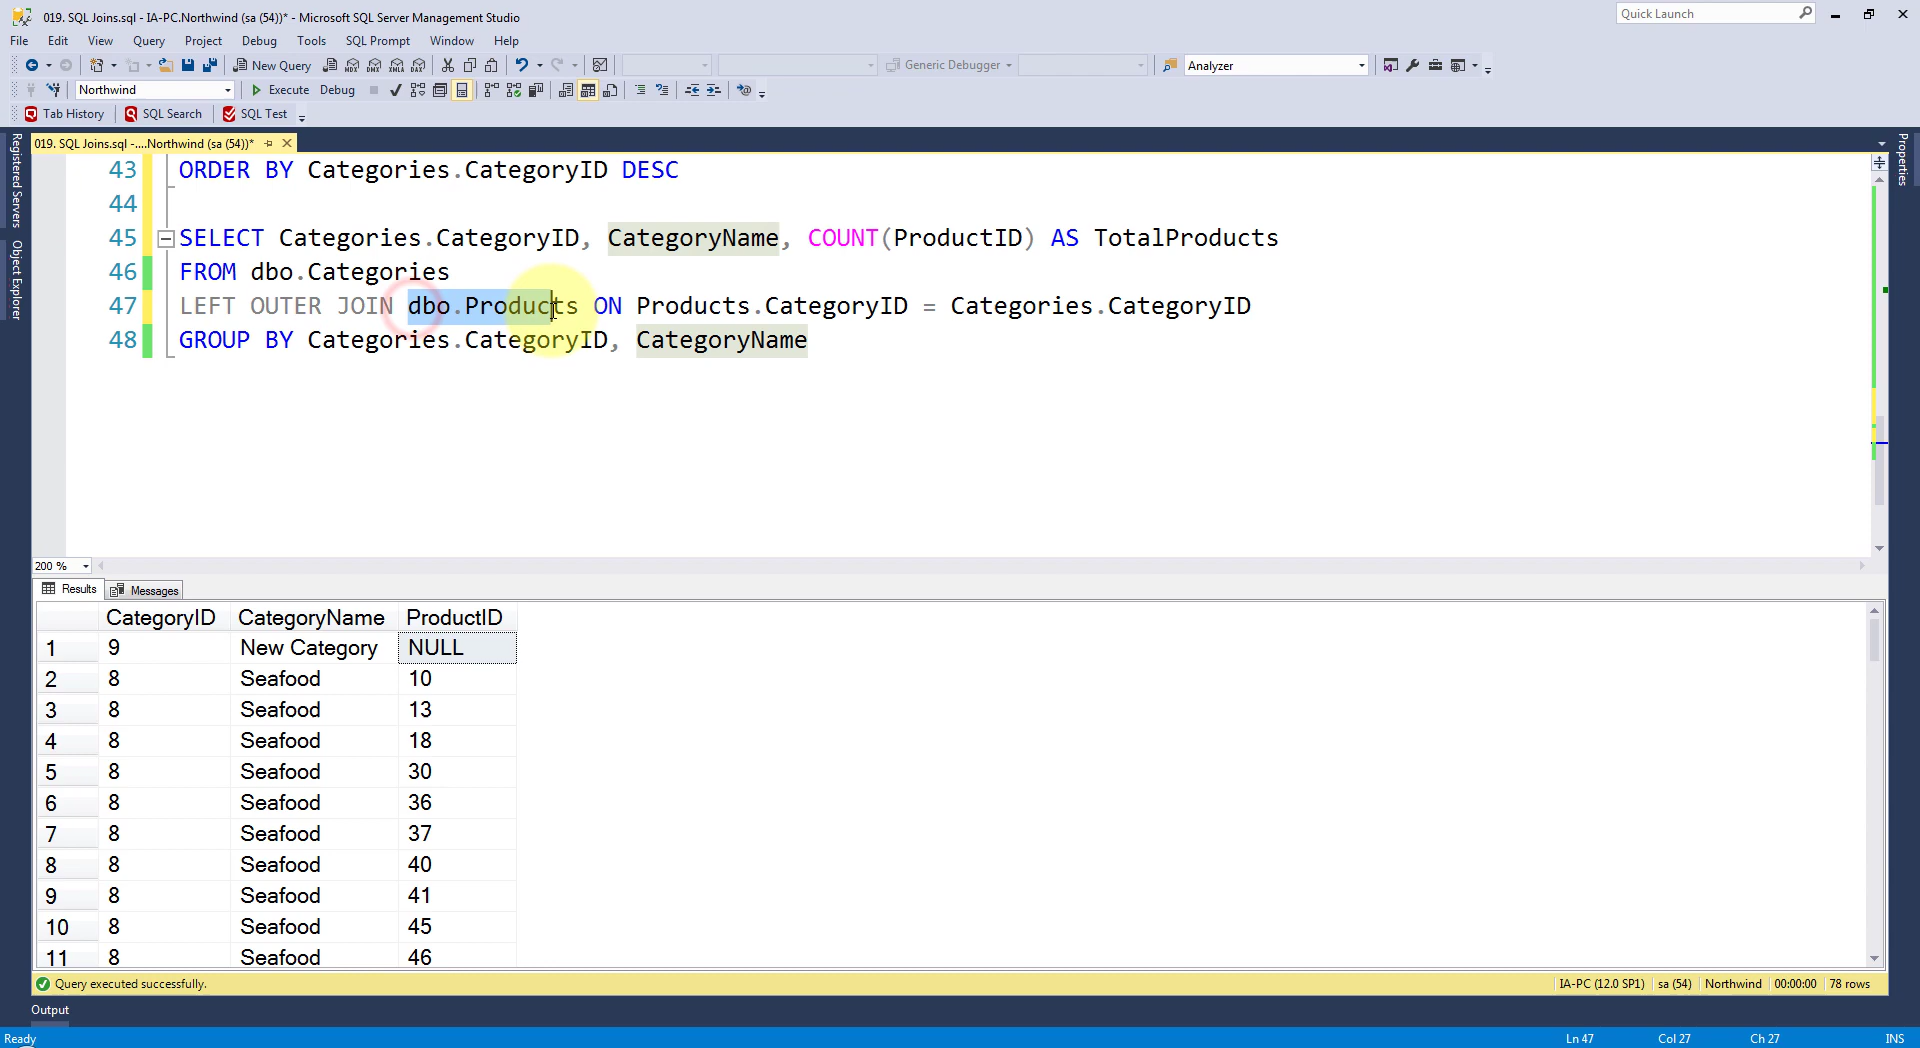 019. SQL Joins.sql - IA-PC.Northwind (sa (54))* - Microsoft SQL Server Management Studio
Quick Launch
File Edit View Query Project Debug Tools SQL Prompt Window Help
New Query MDX DMX XMLA DAX Generic Debugger Analyzer
Northwind Execute Debug
Tab History SQL Search SQL Test
019. SQL Joins.sql -....Northwind (sa (54))*
Registered Servers
Object Explorer
Properties
43 ORDER BY Categories.CategoryID DESC
44
45 SELECT Categories.CategoryID, CategoryName, COUNT(ProductID) AS TotalProducts
46 FROM dbo.Categories
47 LEFT OUTER JOIN dbo.Products ON Products.CategoryID = Categories.CategoryID
48 GROUP BY Categories.CategoryID, CategoryName
200 %
Results Messages
CategoryID CategoryName ProductID
1 9 New Category NULL
2 8 Seafood 10
3 8 Seafood 13
4 8 Seafood 18
5 8 Seafood 30
6 8 Seafood 36
7 8 Seafood 37
8 8 Seafood 40
9 8 Seafood 41
10 8 Seafood 45
11 8 Seafood 46
Query executed successfully. IA-PC (12.0 SP1) sa (54) Northwind 00:00:00 78 rows
Output
Ready Ln 47 Col 27 Ch 27 INS